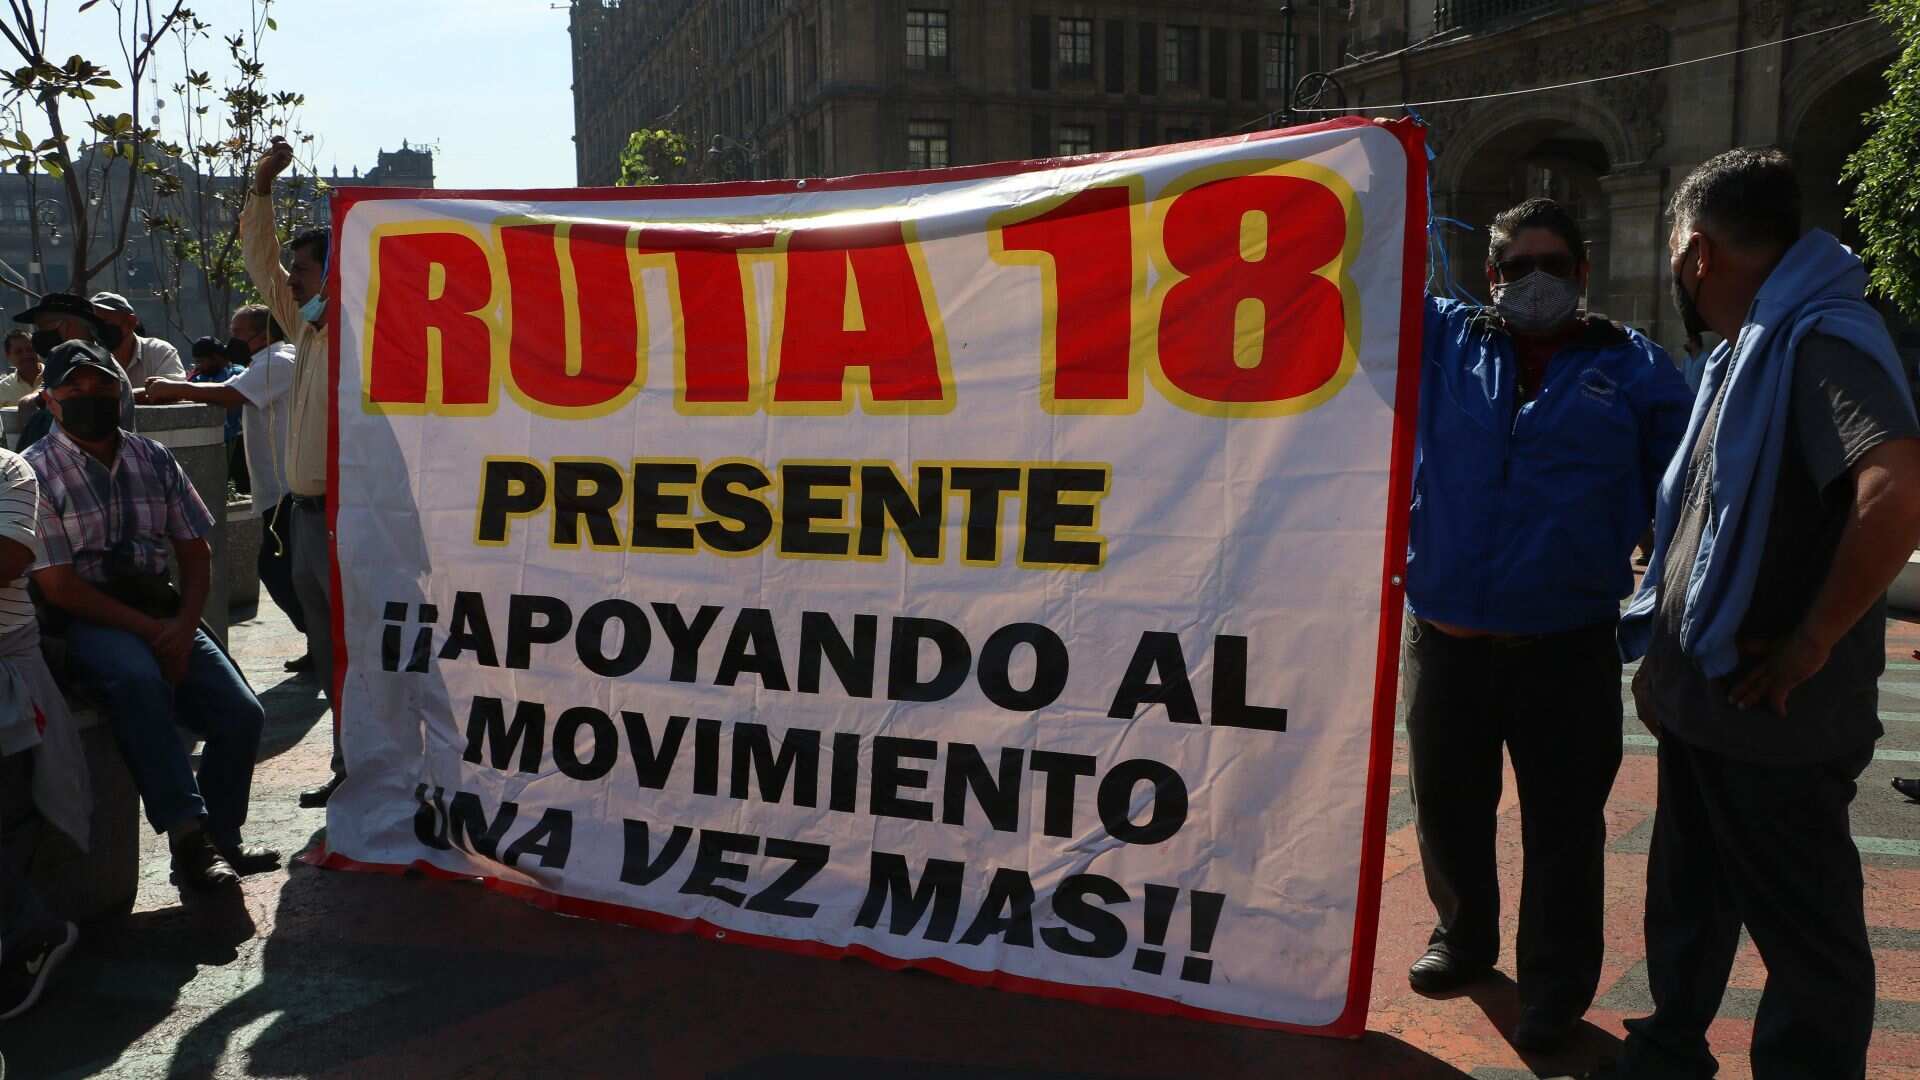 RUTA 18
PRESENTE
¡¡APOYANDO AL
MOVIMIENTO
UNA VEZ MAS!!